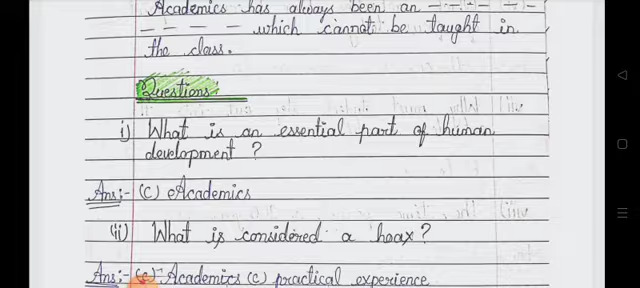 Academics has always been an - - - - - -
- - - - - which cannot be taught in
the class.
Questions
i) What is an essential part of human
development ?
Ans:- (C) Academics
(ii) What is considered a hoax?
Ans:- (c) Academics (c) practical experience